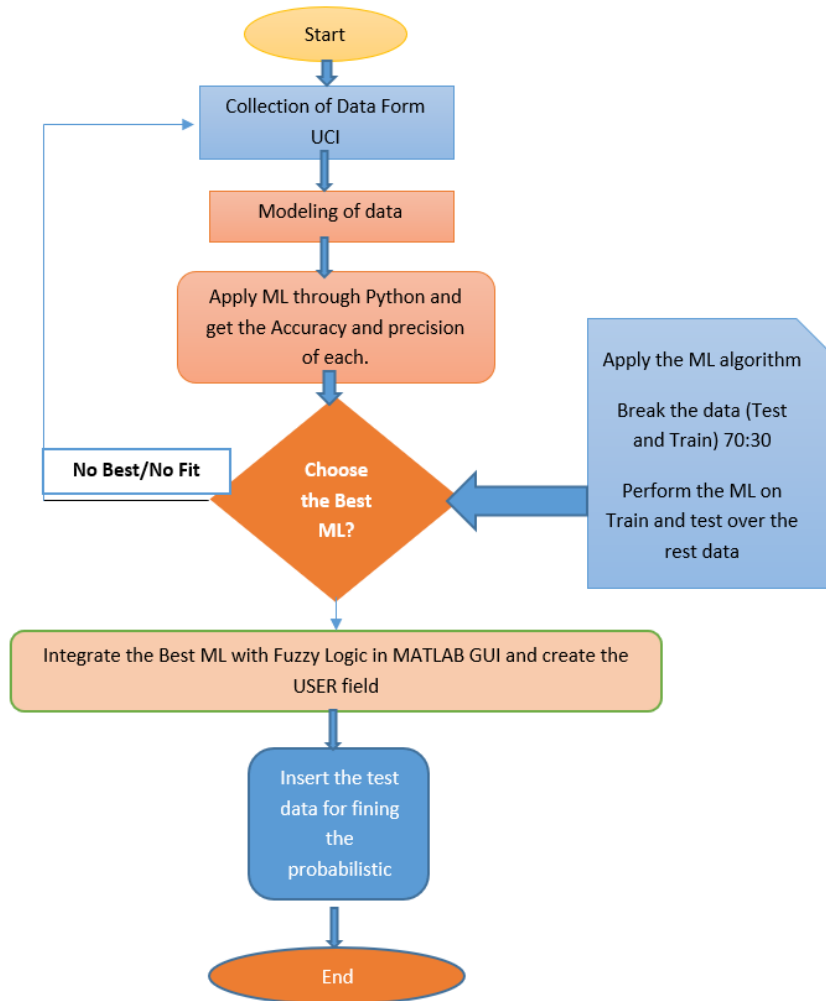 Start
Collection of Data Form
UCI
Modeling of data
Apply ML through Python and
get the Accuracy and precision
of each.
Apply the ML algorithm
Break the data (Test
and Train) 70:30
Perform the ML on
Train and test over the
rest data
No Best/No Fit
Choose
the Best
ML?
Integrate the Best ML with Fuzzy Logic in MATLAB GUI and create the
USER field
Insert the test
data for fining
the
probabilistic
End